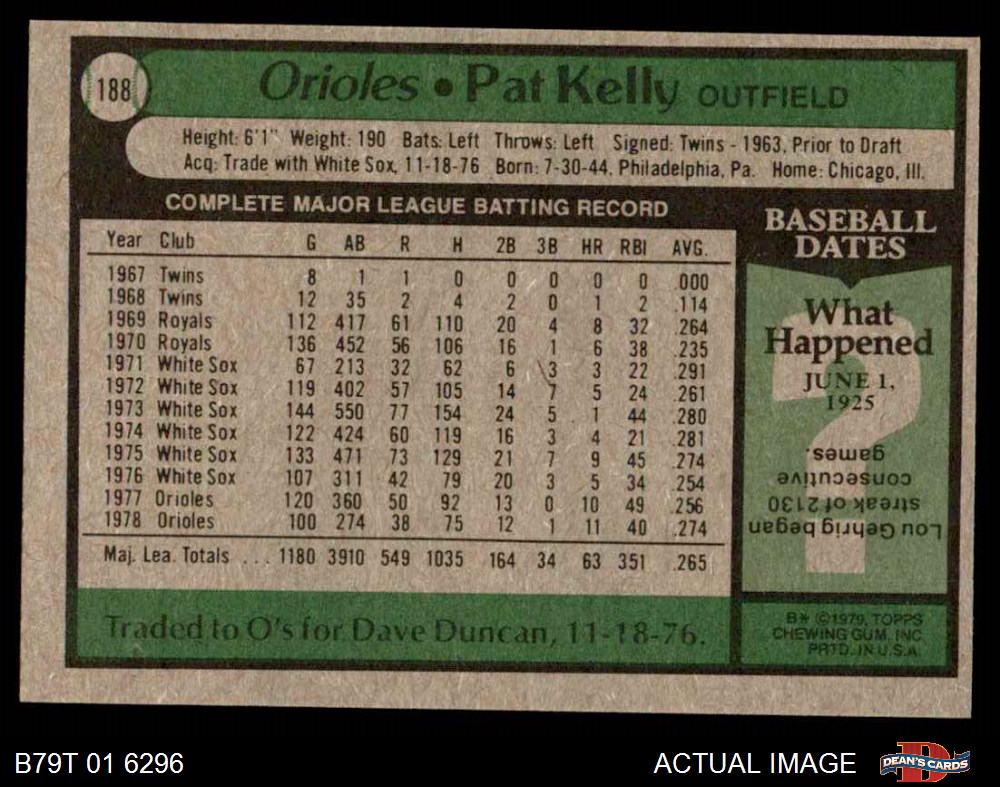 188
Orioles • Pat Kelly OUTFIELD
Height: 6'1" Weight: 190 Bats: Left Throws: Left Signed: Twins - 1963, Prior to Draft
Acq: Trade with White Sox, 11-18-76 Born: 7-30-44, Philadelphia, Pa. Home: Chicago, Ill.
COMPLETE MAJOR LEAGUE BATTING RECORD
Year Club G AB R H 2B 3B HR RBI AVG.
1967 Twins 8 1 1 0 0 0 0 0 .000
1968 Twins 12 35 2 4 2 0 1 2 .114
1969 Royals 112 417 61 110 20 4 8 32 .264
1970 Royals 136 452 56 106 16 1 6 38 .235
1971 White Sox 67 213 32 62 6 3 3 22 .291
1972 White Sox 119 402 57 105 14 7 5 24 .261
1973 White Sox 144 550 77 154 24 5 1 44 .280
1974 White Sox 122 424 60 119 16 3 4 21 .281
1975 White Sox 133 471 73 129 21 7 9 45 .274
1976 White Sox 107 311 42 79 20 3 5 34 .254
1977 Orioles 120 360 50 92 13 0 10 49 .256
1978 Orioles 100 274 38 75 12 1 11 40 .274
Maj. Lea. Totals ... 1180 3910 549 1035 164 34 63 351 .265
Traded to O's for Dave Duncan, 11-18-76.
BASEBALL
DATES
What
Happened
JUNE 1,
1925
?
Lou Gehrig began
streak of 2130
consecutive
games.
B* ©1979, TOPPS
CHEWING GUM, INC.
PRTD. IN U.S.A.
B79T 01 6296
ACTUAL IMAGE
DEAN'S CARDS